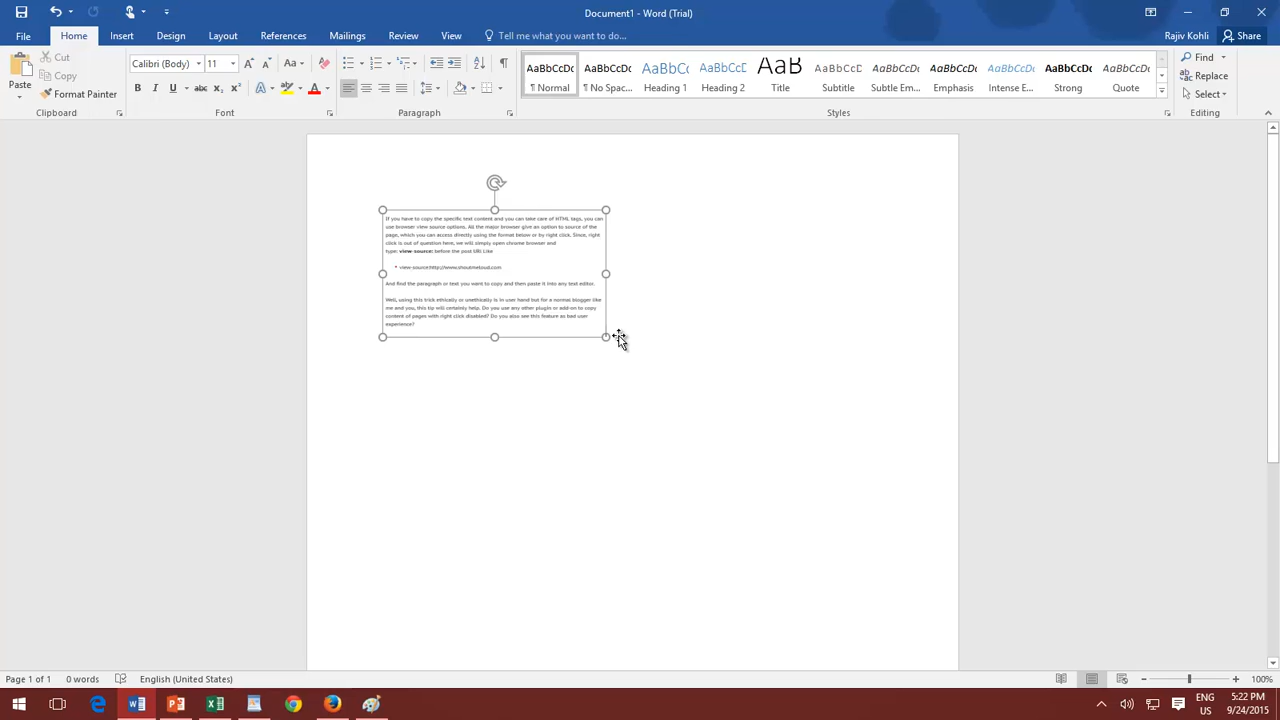 Document - Word (Trial)
File Home Insert Design Layout References Mailings Review View Tell me what you want to do... Rajiv Kohli Share
Paste
Cut
Copy
Format Painter
Clipboard
Calibri (Body) 11
Font
Paragraph
AaBbCcDc AaBbCcDc AaBbCc AaBbCcE AaB AaBbCcD AaBbCcDc AaBbCcDc AaBbCcDc AaBbCcDc AaBbCcDc
¶ Normal ¶ No Spac... Heading 1 Heading 2 Title Subtitle Subtle Em... Emphasis Intense E... Strong Quote
Styles
Find
Replace
Select
Editing
If you have to copy the specific text content and you can take care of HTML tags, you can
use browser view source options. All the major browser give an option to source of the
page, which you can access directly using the format below or by right click. Since, right
click is out of question here, we will simply open chrome browser and
type: view-source: before the post URL Like
• view-source:http://www.shoutmeloud.com
And find the paragraph or text you want to copy and then paste it into any text editor.
Well, using this trick ethically or unethically is in user hand but for a normal blogger like
me and you, this tip will certainly help. Do you use any other plugin or add-on to copy
content of pages with right click disabled? Do you also see this feature as bad user
experience?
Page 1 of 1 0 words English (United States) 100%
ENG
US
5:22 PM
9/24/2015